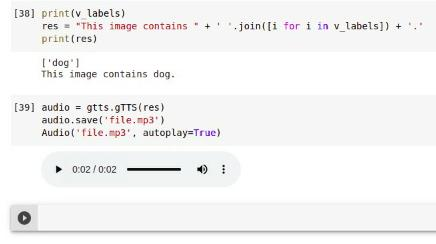 [38] print(v_labels)
res = "This image contains " + ' '.join([i for i in v_labels]) + '.'
print(res)
['dog']
This image contains dog.
[39] audio = gtts.gTTS(res)
audio.save('file.mp3')
Audio('file.mp3', autoplay=True)
0:02 / 0:02